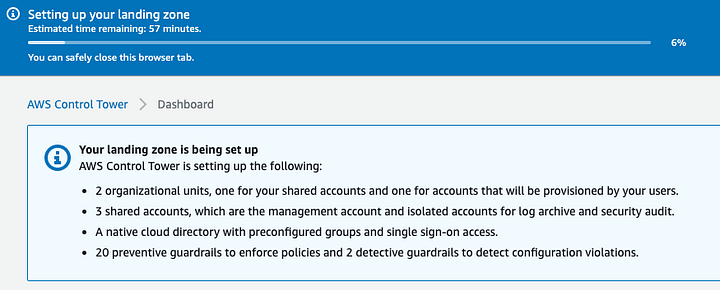 Setting up your landing zone
Estimated time remaining: 57 minutes.
6%
You can safely close this browser tab.
AWS Control Tower > Dashboard
Your landing zone is being set up
AWS Control Tower is setting up the following:
• 2 organizational units, one for your shared accounts and one for accounts that will be provisioned by your users.
• 3 shared accounts, which are the management account and isolated accounts for log archive and security audit.
• A native cloud directory with preconfigured groups and single sign-on access.
• 20 preventive guardrails to enforce policies and 2 detective guardrails to detect configuration violations.